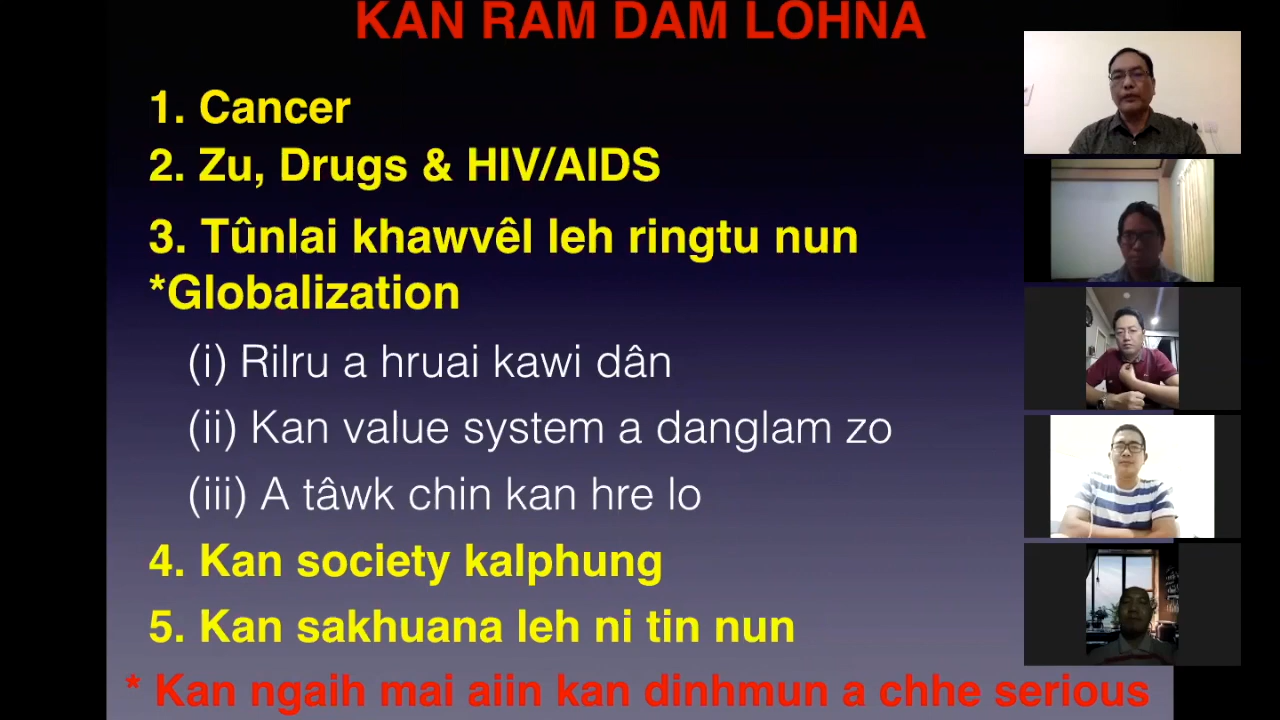 KAN RAM DAM LOHNA
1. Cancer
2. Zu, Drugs & HIV/AIDS
3. Tûnlai khawvêl leh ringtu nun
*Globalization
(i) Rilru a hruai kawi dân
(ii) Kan value system a danglam zo
(iii) A tâwk chin kan hre lo
4. Kan society kalphung
5. Kan sakhuana leh ni tin nun
* Kan ngaih mai aiin kan dinhmun a chhe serious